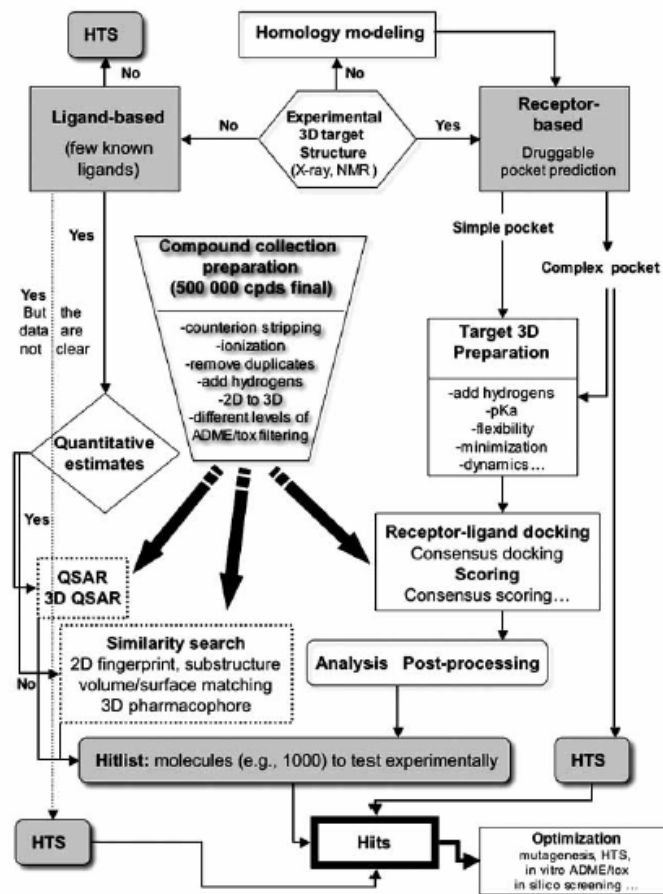 HTS
Homology modeling
No
No
Ligand-based
(few known
ligands)
No
Experimental
3D target
Structure
(X-ray, NMR)
Yes
Receptor-
based
Druggable
pocket prediction
Yes
Simple pocket
Complex pocket
Compound collection
preparation
(500 000 cpds final)
-counterion stripping
-ionization
-remove duplicates
-add hydrogens
-2D to 3D
-different levels of
ADME/tox filtering
Yes
But the
data are
not clear
Target 3D
Preparation
-add hydrogens
-pKa
-flexibility
-minimization
-dynamics...
Quantitative
estimates
Yes
QSAR
3D QSAR
Receptor-ligand docking
Consensus docking
Scoring
Consensus scoring...
Similarity search
2D fingerprint, substructure
volume/surface matching
3D pharmacophore
No
Analysis Post-processing
Hitlist: molecules (e.g., 1000) to test experimentally
HTS
HTS
Hits
Optimization
mutagenesis, HTS,
in vitro ADME/tox
in silico screening ...